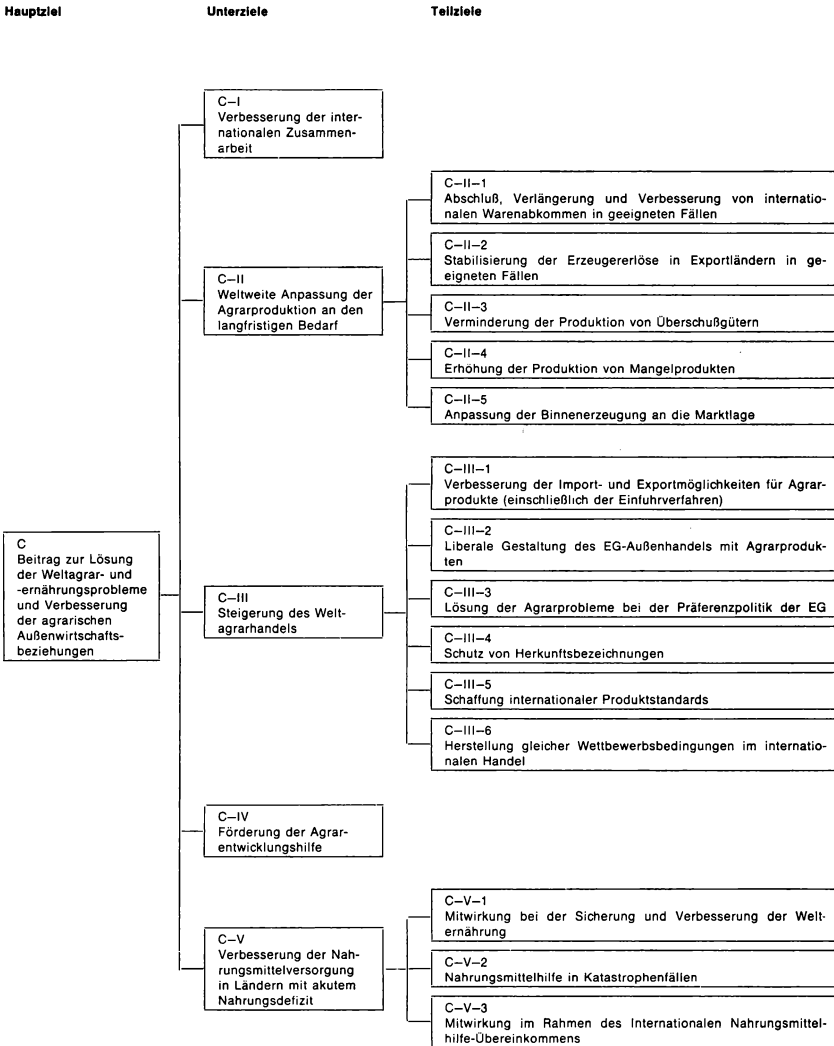 Hauptziel
Unterziele
Teilziele
C
Beitrag zur Lösung
der Weltagrar- und
-ernährungsprobleme
und Verbesserung
der agrarischen
Außenwirtschafts-
beziehungen
C—I
Verbesserung der inter-
nationalen Zusammen-
arbeit
C—II
Weltweite Anpassung der
Agrarproduktion an den
langfristigen Bedarf
C—II—1
Abschluß, Verlängerung und Verbesserung von internatio-
nalen Warenabkommen in geeigneten Fällen
C—II—2
Stabilisierung der Erzeugererlöse in Exportländern in ge-
eigneten Fällen
C—II—3
Verminderung der Produktion von Überschußgütern
C—II—4
Erhöhung der Produktion von Mangelprodukten
C—II—5
Anpassung der Binnenerzeugung an die Marktlage
C—III
Steigerung des Welt-
agrarhandels
C—III—1
Verbesserung der Import- und Exportmöglichkeiten für Agrar-
produkte (einschließlich der Einfuhrverfahren)
C—III—2
Liberale Gestaltung des EG-Außenhandels mit Agrarproduk-
ten
C—III—3
Lösung der Agrarprobleme bei der Präferenzpolitik der EG
C—III—4
Schutz von Herkunftsbezeichnungen
C—III—5
Schaffung internationaler Produktstandards
C—III—6
Herstellung gleicher Wettbewerbsbedingungen im internatio-
nalen Handel
C—IV
Förderung der Agrar-
entwicklungshilfe
C—V
Verbesserung der Nah-
rungsmittelversorgung
in Ländern mit akutem
Nahrungsdefizit
C—V—1
Mitwirkung bei der Sicherung und Verbesserung der Welt-
ernährung
C—V—2
Nahrungsmittelhilfe in Katastrophenfällen
C—V—3
Mitwirkung im Rahmen des Internationalen Nahrungsmittel-
hilfe-Übereinkommens